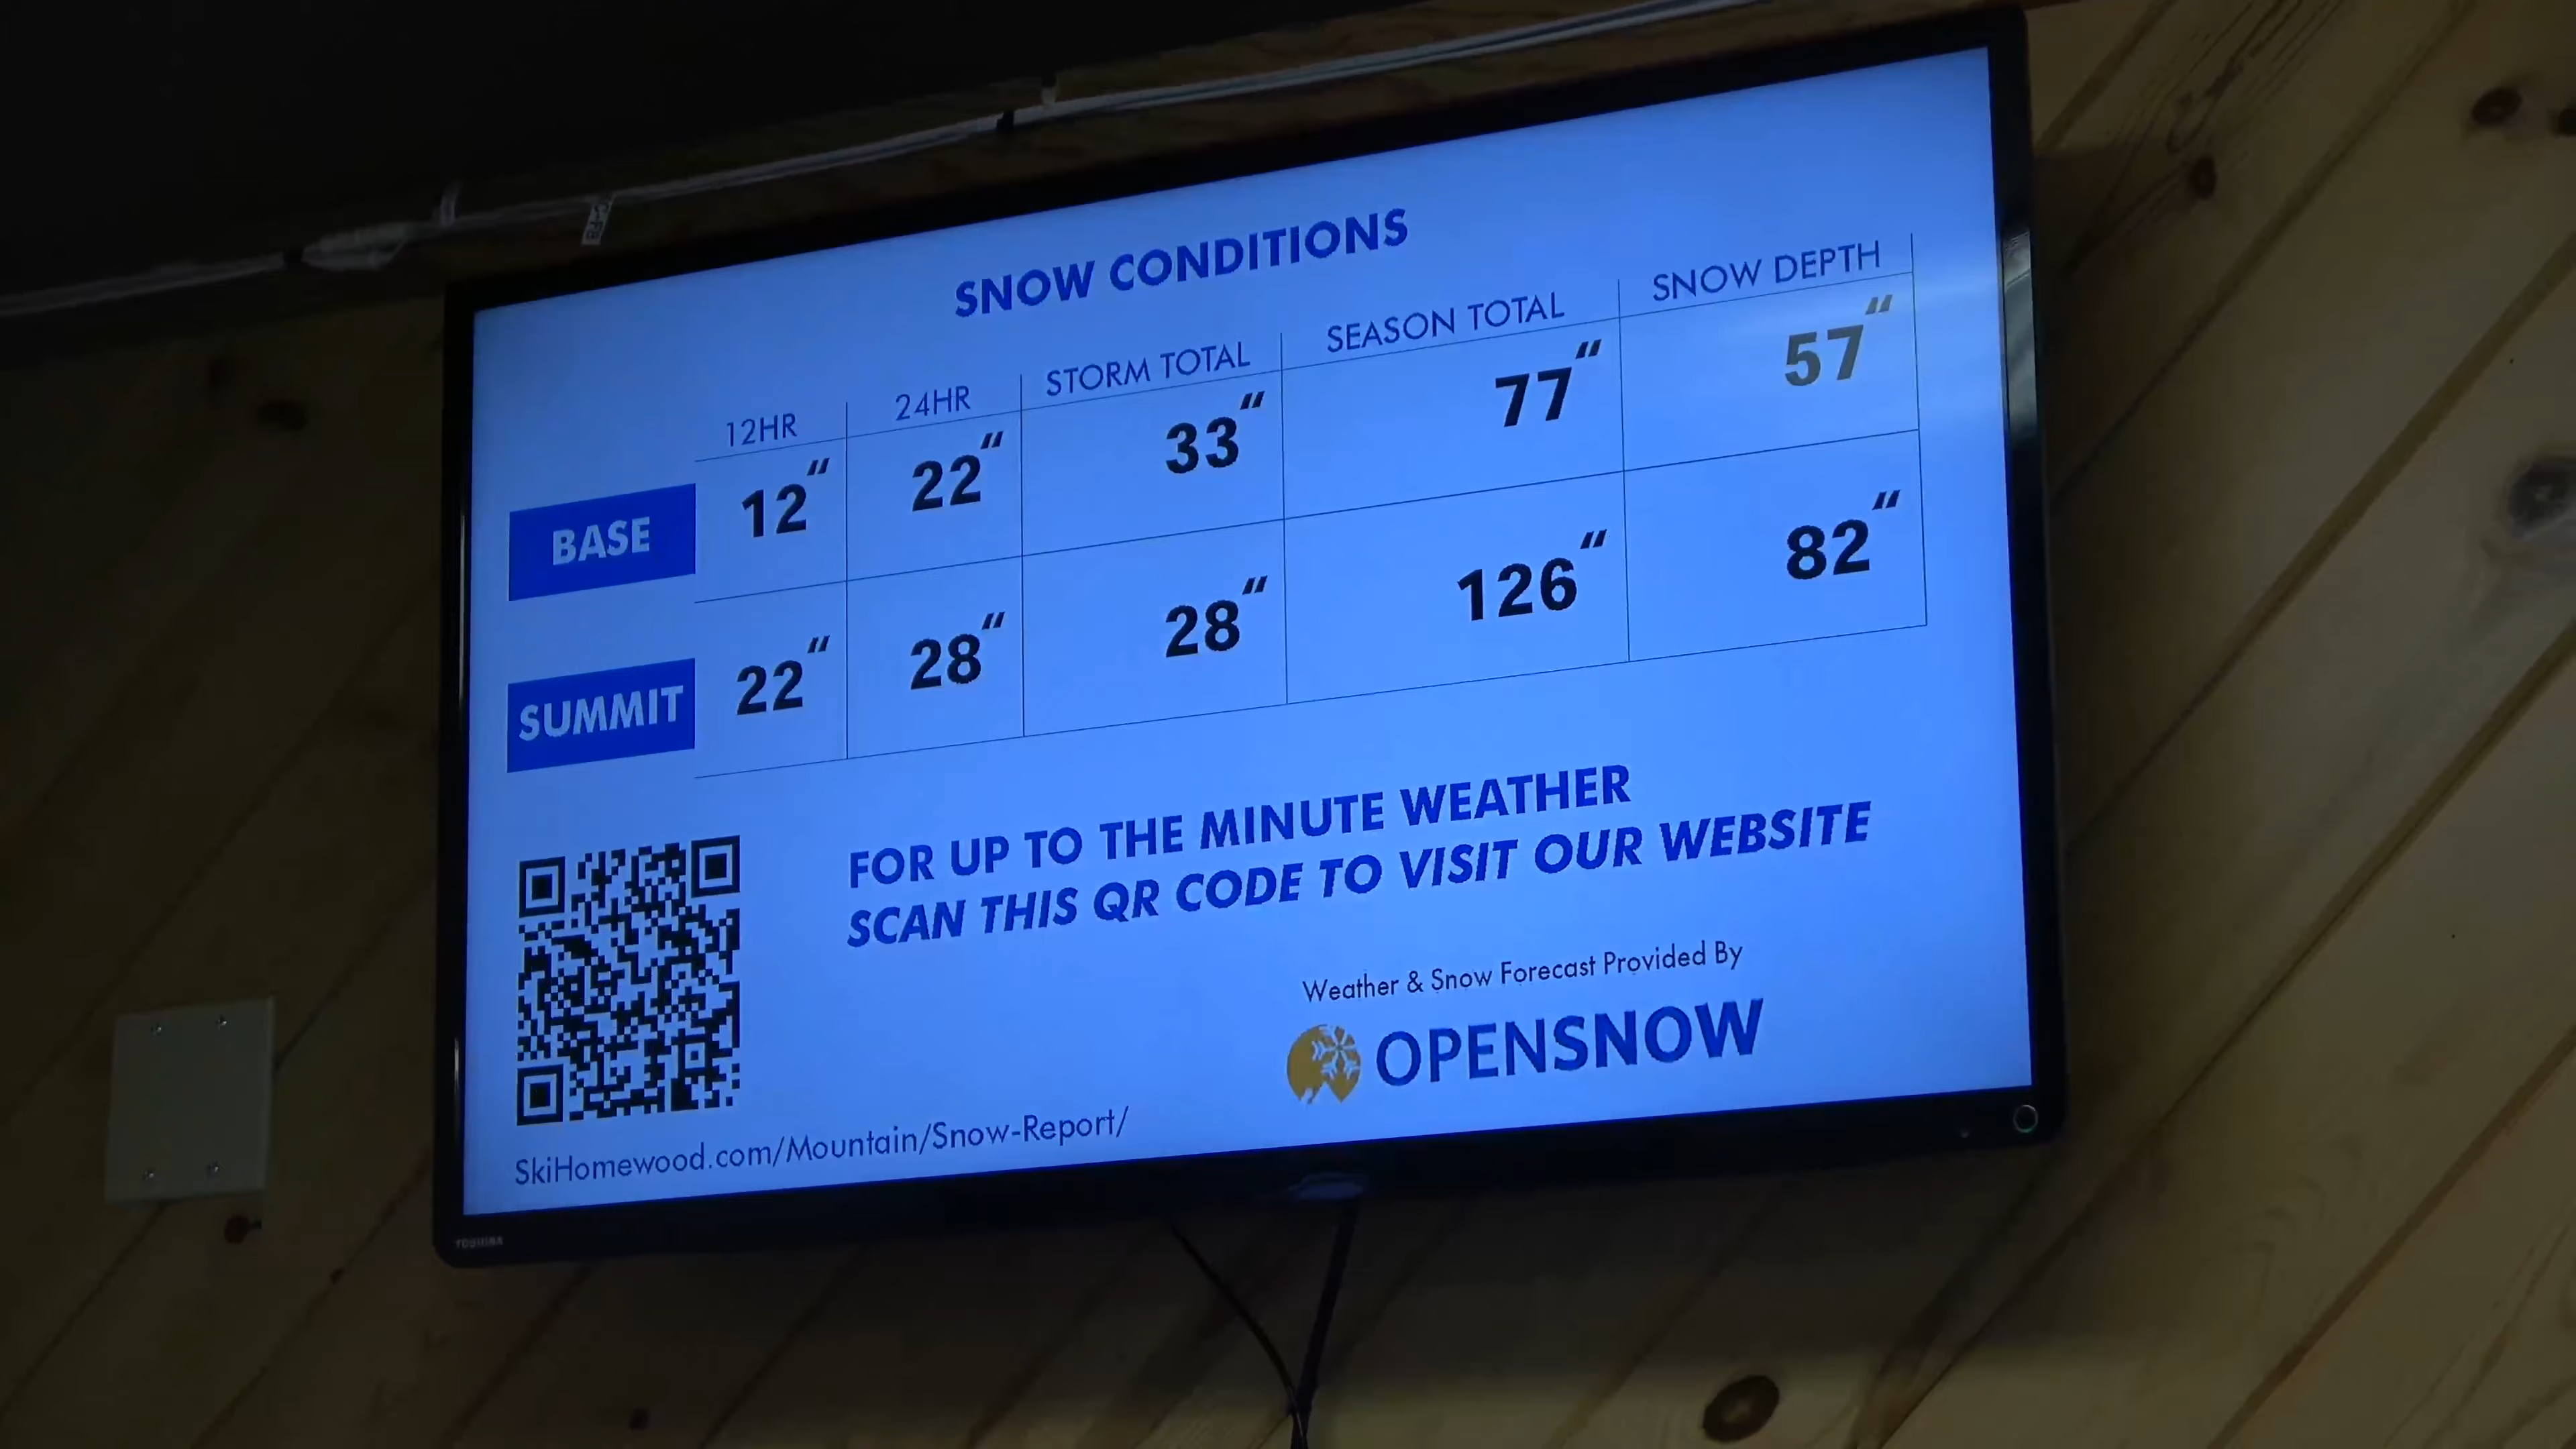 SNOW CONDITIONS
12HR 24HR STORM TOTAL SEASON TOTAL SNOW DEPTH
BASE 12" 22" 33" 77" 57"
SUMMIT 22" 28" 28" 126" 82"
FOR UP TO THE MINUTE WEATHER
SCAN THIS QR CODE TO VISIT OUR WEBSITE
Weather & Snow Forecast Provided By
OPENSNOW
SkiHomewood.com/Mountain/Snow-Report/
TOSHIBA